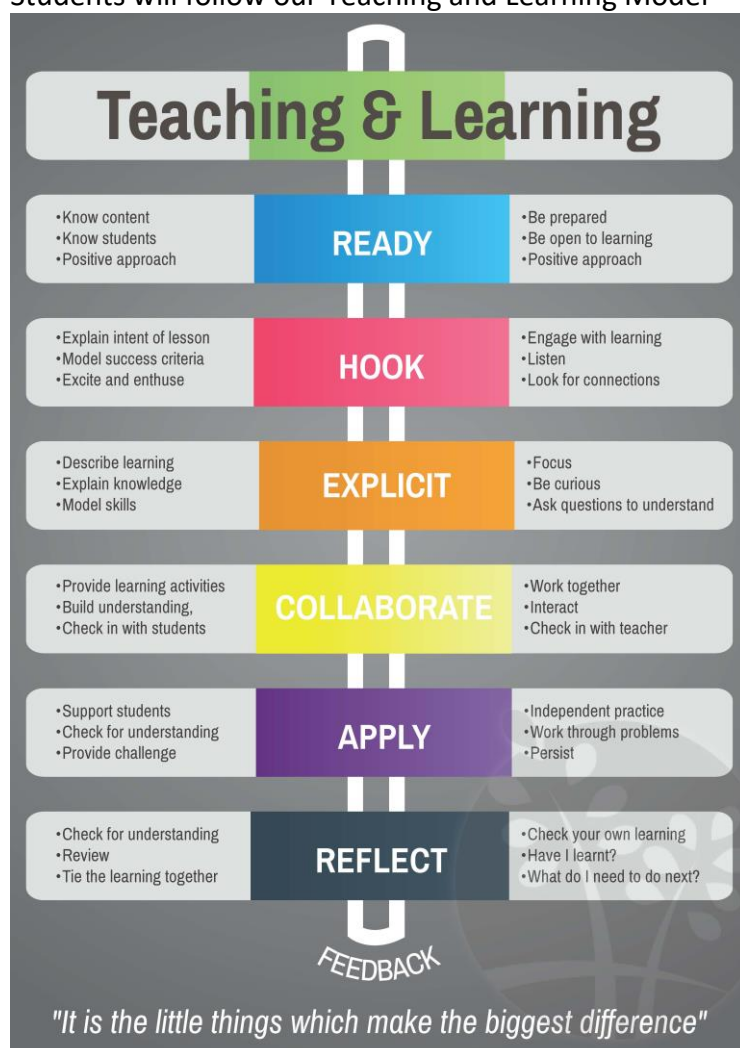 Students will follow our Teaching and Learning Model
Teaching & Learning
•Know content
•Know students
•Positive approach
READY
•Be prepared
•Be open to learning
•Positive approach
•Explain intent of lesson
•Model success criteria
•Excite and enthuse
HOOK
•Engage with learning
•Listen
•Look for connections
•Describe learning
•Explain knowledge
•Model skills
EXPLICIT
•Focus
•Be curious
•Ask questions to understand
•Provide learning activities
•Build understanding,
•Check in with students
COLLABORATE
•Work together
•Interact
•Check in with teacher
•Support students
•Check for understanding
•Provide challenge
APPLY
•Independent practice
•Work through problems
•Persist
•Check for understanding
•Review
•Tie the learning together
REFLECT
•Check your own learning
•Have I learnt?
•What do I need to do next?
FEEDBACK
"It is the little things which make the biggest difference"